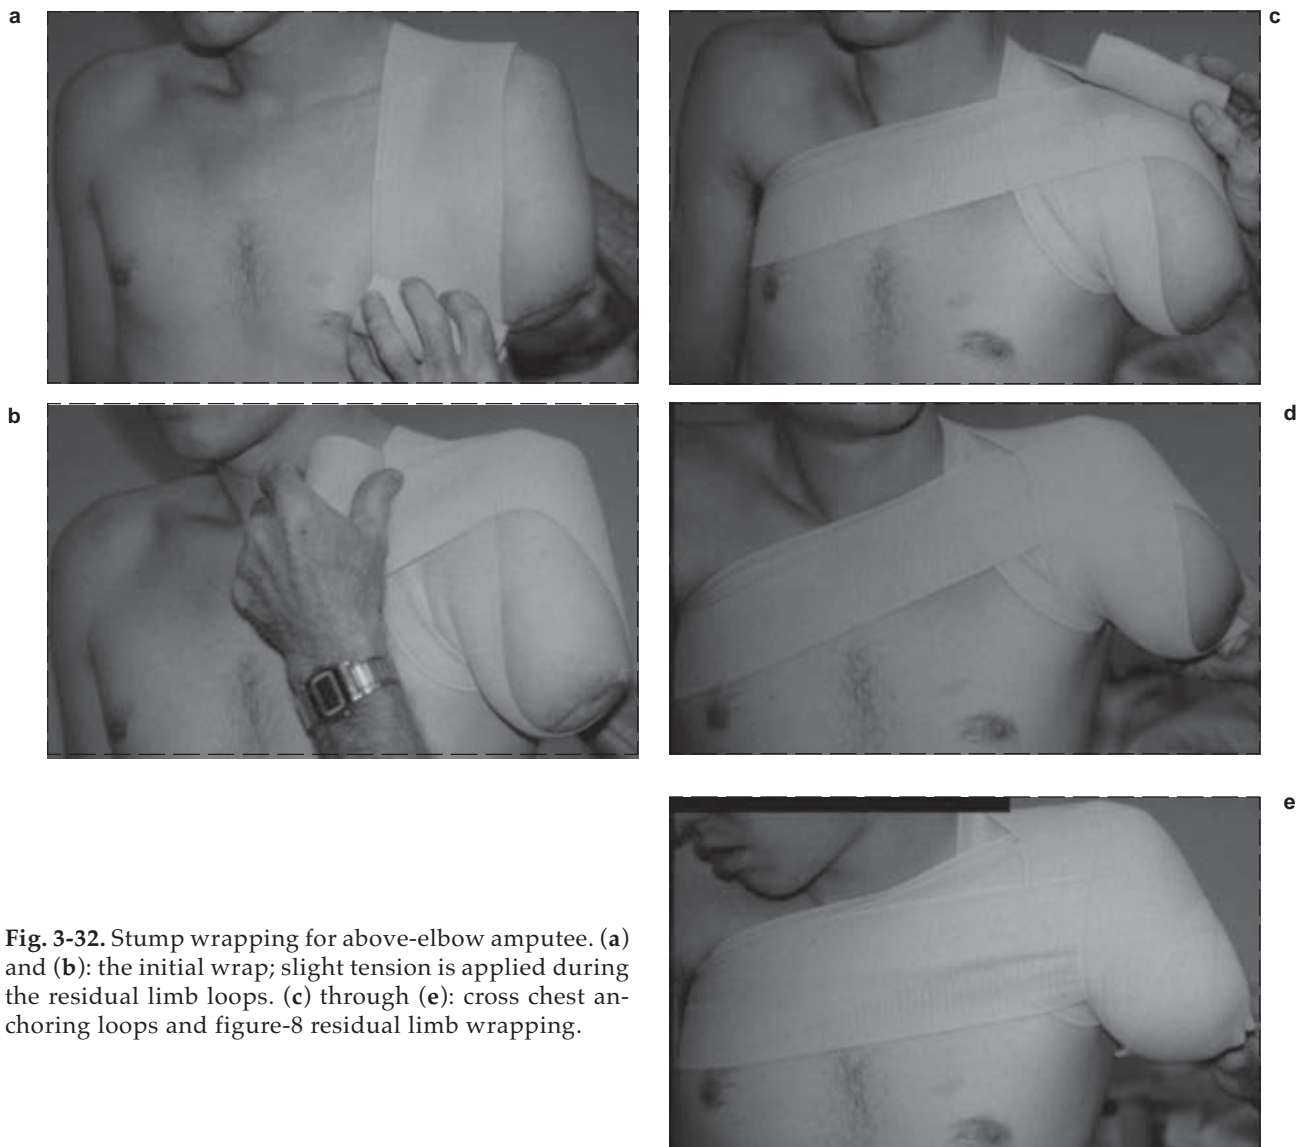 a
c
b
d
e
Fig. 3-32. Stump wrapping for above-elbow amputee. (a)
and (b): the initial wrap; slight tension is applied during
the residual limb loops. (c) through (e): cross chest an-
choring loops and figure-8 residual limb wrapping.